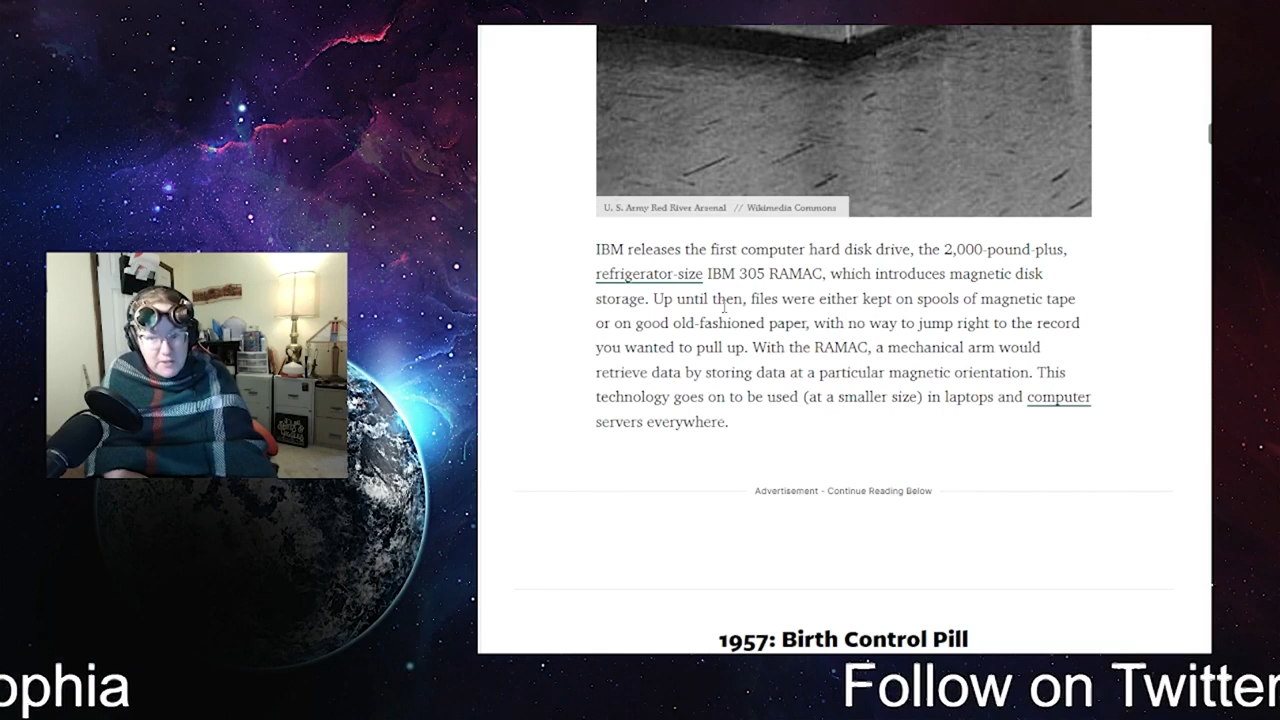 U. S. Army Red River Arsenal // Wikimedia Commons
IBM releases the first computer hard disk drive, the 2,000-pound-plus,
refrigerator-size IBM 305 RAMAC, which introduces magnetic disk
storage. Up until then, files were either kept on spools of magnetic tape
or on good old-fashioned paper, with no way to jump right to the record
you wanted to pull up. With the RAMAC, a mechanical arm would
retrieve data by storing data at a particular magnetic orientation. This
technology goes on to be used (at a smaller size) in laptops and computer
servers everywhere.
Advertisement - Continue Reading Below
1957: Birth Control Pill
ophia
Follow on Twitter